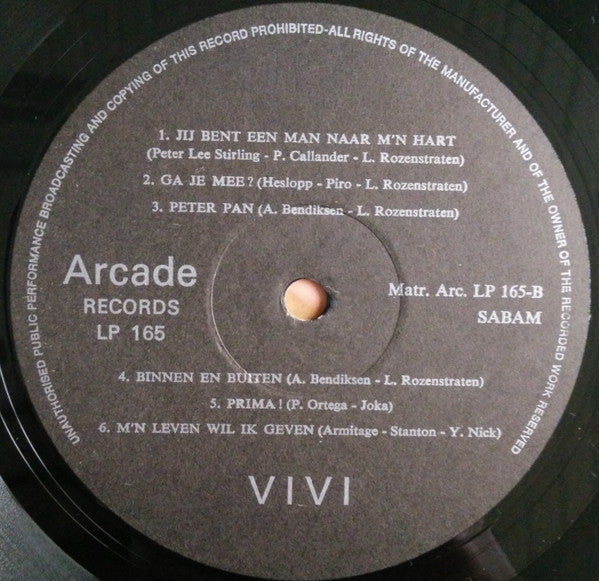 UNAUTHORISED PUBLIC PERFORMANCE BROADCASTING AND COPYING OF THIS RECORD PROHIBITED-ALL RIGHTS OF THE MANUFACTURER AND OF THE OWNER OF THE RECORDED WORK RESERVED
1. JIJ BENT EEN MAN NAAR M'N HART
(Peter Lee Stirling - P. Callander - L. Rozenstraten)
2. GA JE MEE? (Heslopp - Piro - L. Rozenstraten)
3. PETER PAN (A. Bendiksen - L. Rozenstraten)
Arcade
RECORDS
LP 165
Matr. Arc. LP 165-B
SABAM
4. BINNEN EN BUITEN (A. Bendiksen - L. Rozenstraten)
5. PRIMA! (P. Ortega - Joka)
6. M'N LEVEN WIL IK GEVEN (Armitage - Stanton - Y. Nick)
VIVI